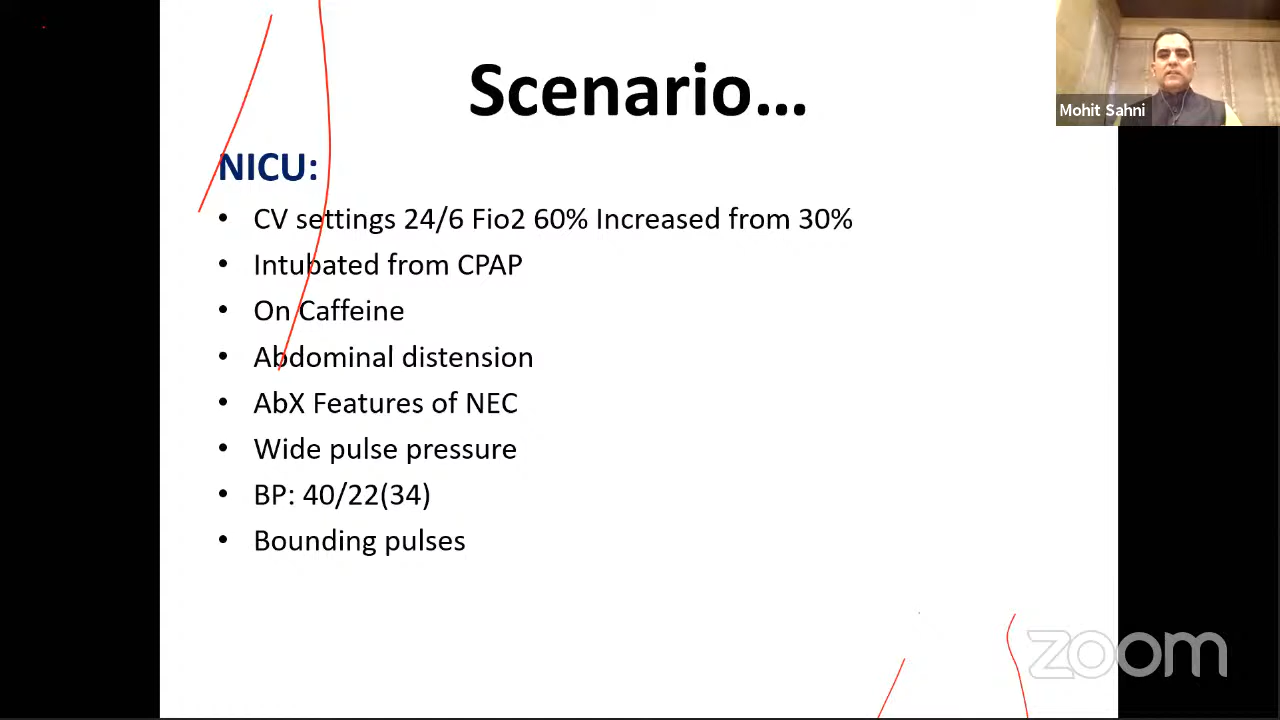 Scenario…
Mohit Sahni
NICU:
• CV settings 24/6 Fio2 60% Increased from 30%
• Intubated from CPAP
• On Caffeine
• Abdominal distension
• AbX Features of NEC
• Wide pulse pressure
• BP: 40/22(34)
• Bounding pulses
zoom